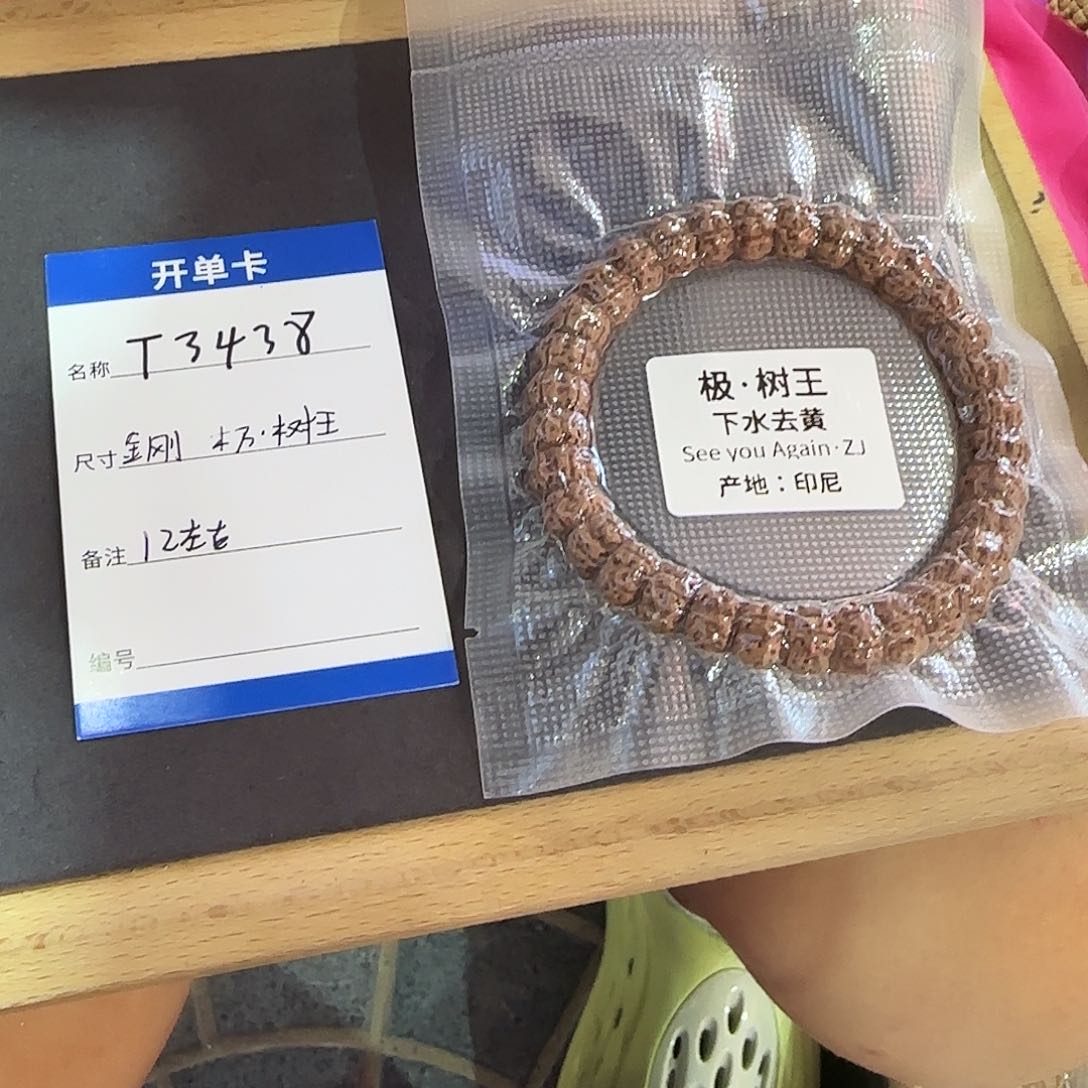 开单卡
名称 T3438
尺寸 金刚 极·树王
备注 12左右
编号
极·树王
下水去黄
See you Again·ZJ
产地：印尼